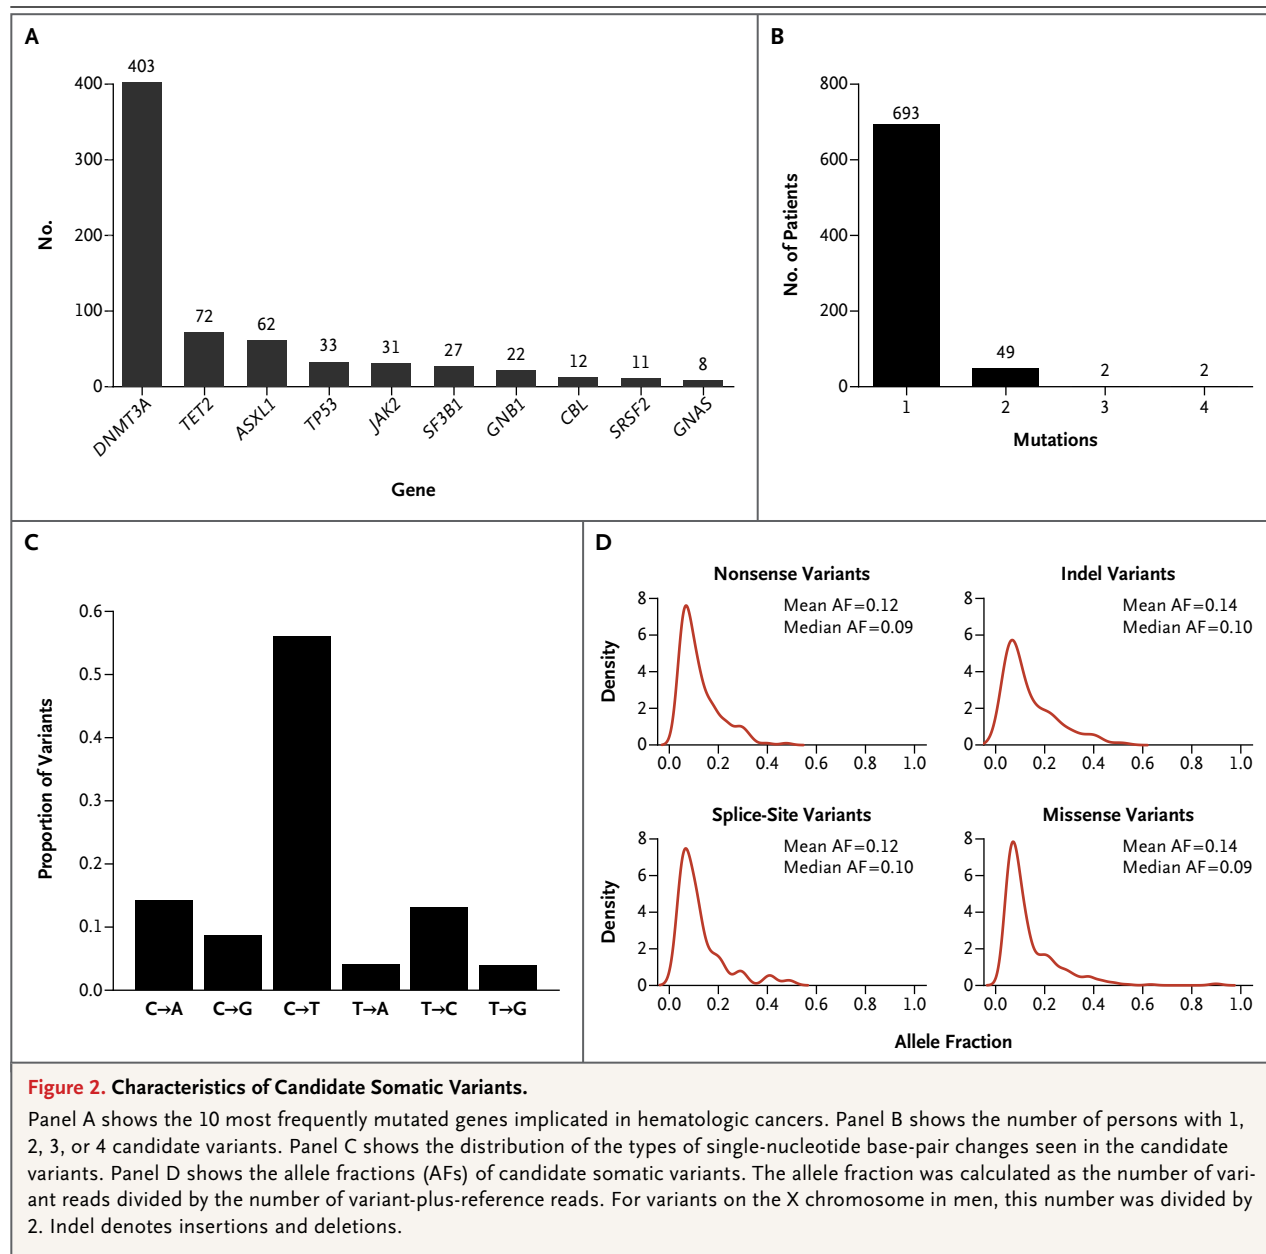 A
403
400
300
200
100
0
No.
72
62
33
31
27
22
12
11
8
DNMT3A
TET2
ASXL1
TP53
JAK2
SF3B1
GNB1
CBL
SRSF2
GNAS
Gene
B
800
600
400
200
0
No. of Patients
693
49
2
2
1
2
3
4
Mutations
C
0.6
0.5
0.4
0.3
0.2
0.1
0.0
Proportion of Variants
C→A
C→G
C→T
T→A
T→C
T→G
D
Nonsense Variants
Mean AF=0.12
Median AF=0.09
8
6
4
2
0
Density
0.0 0.2 0.4 0.6 0.8 1.0
Indel Variants
Mean AF=0.14
Median AF=0.10
8
6
4
2
0
0.0 0.2 0.4 0.6 0.8 1.0
Splice-Site Variants
Mean AF=0.12
Median AF=0.10
8
6
4
2
0
Density
0.0 0.2 0.4 0.6 0.8 1.0
Missense Variants
Mean AF=0.14
Median AF=0.09
8
6
4
2
0
0.0 0.2 0.4 0.6 0.8 1.0
Allele Fraction
Figure 2. Characteristics of Candidate Somatic Variants.
Panel A shows the 10 most frequently mutated genes implicated in hematologic cancers. Panel B shows the number of persons with 1,
2, 3, or 4 candidate variants. Panel C shows the distribution of the types of single-nucleotide base-pair changes seen in the candidate
variants. Panel D shows the allele fractions (AFs) of candidate somatic variants. The allele fraction was calculated as the number of vari-
ant reads divided by the number of variant-plus-reference reads. For variants on the X chromosome in men, this number was divided by
2. Indel denotes insertions and deletions.